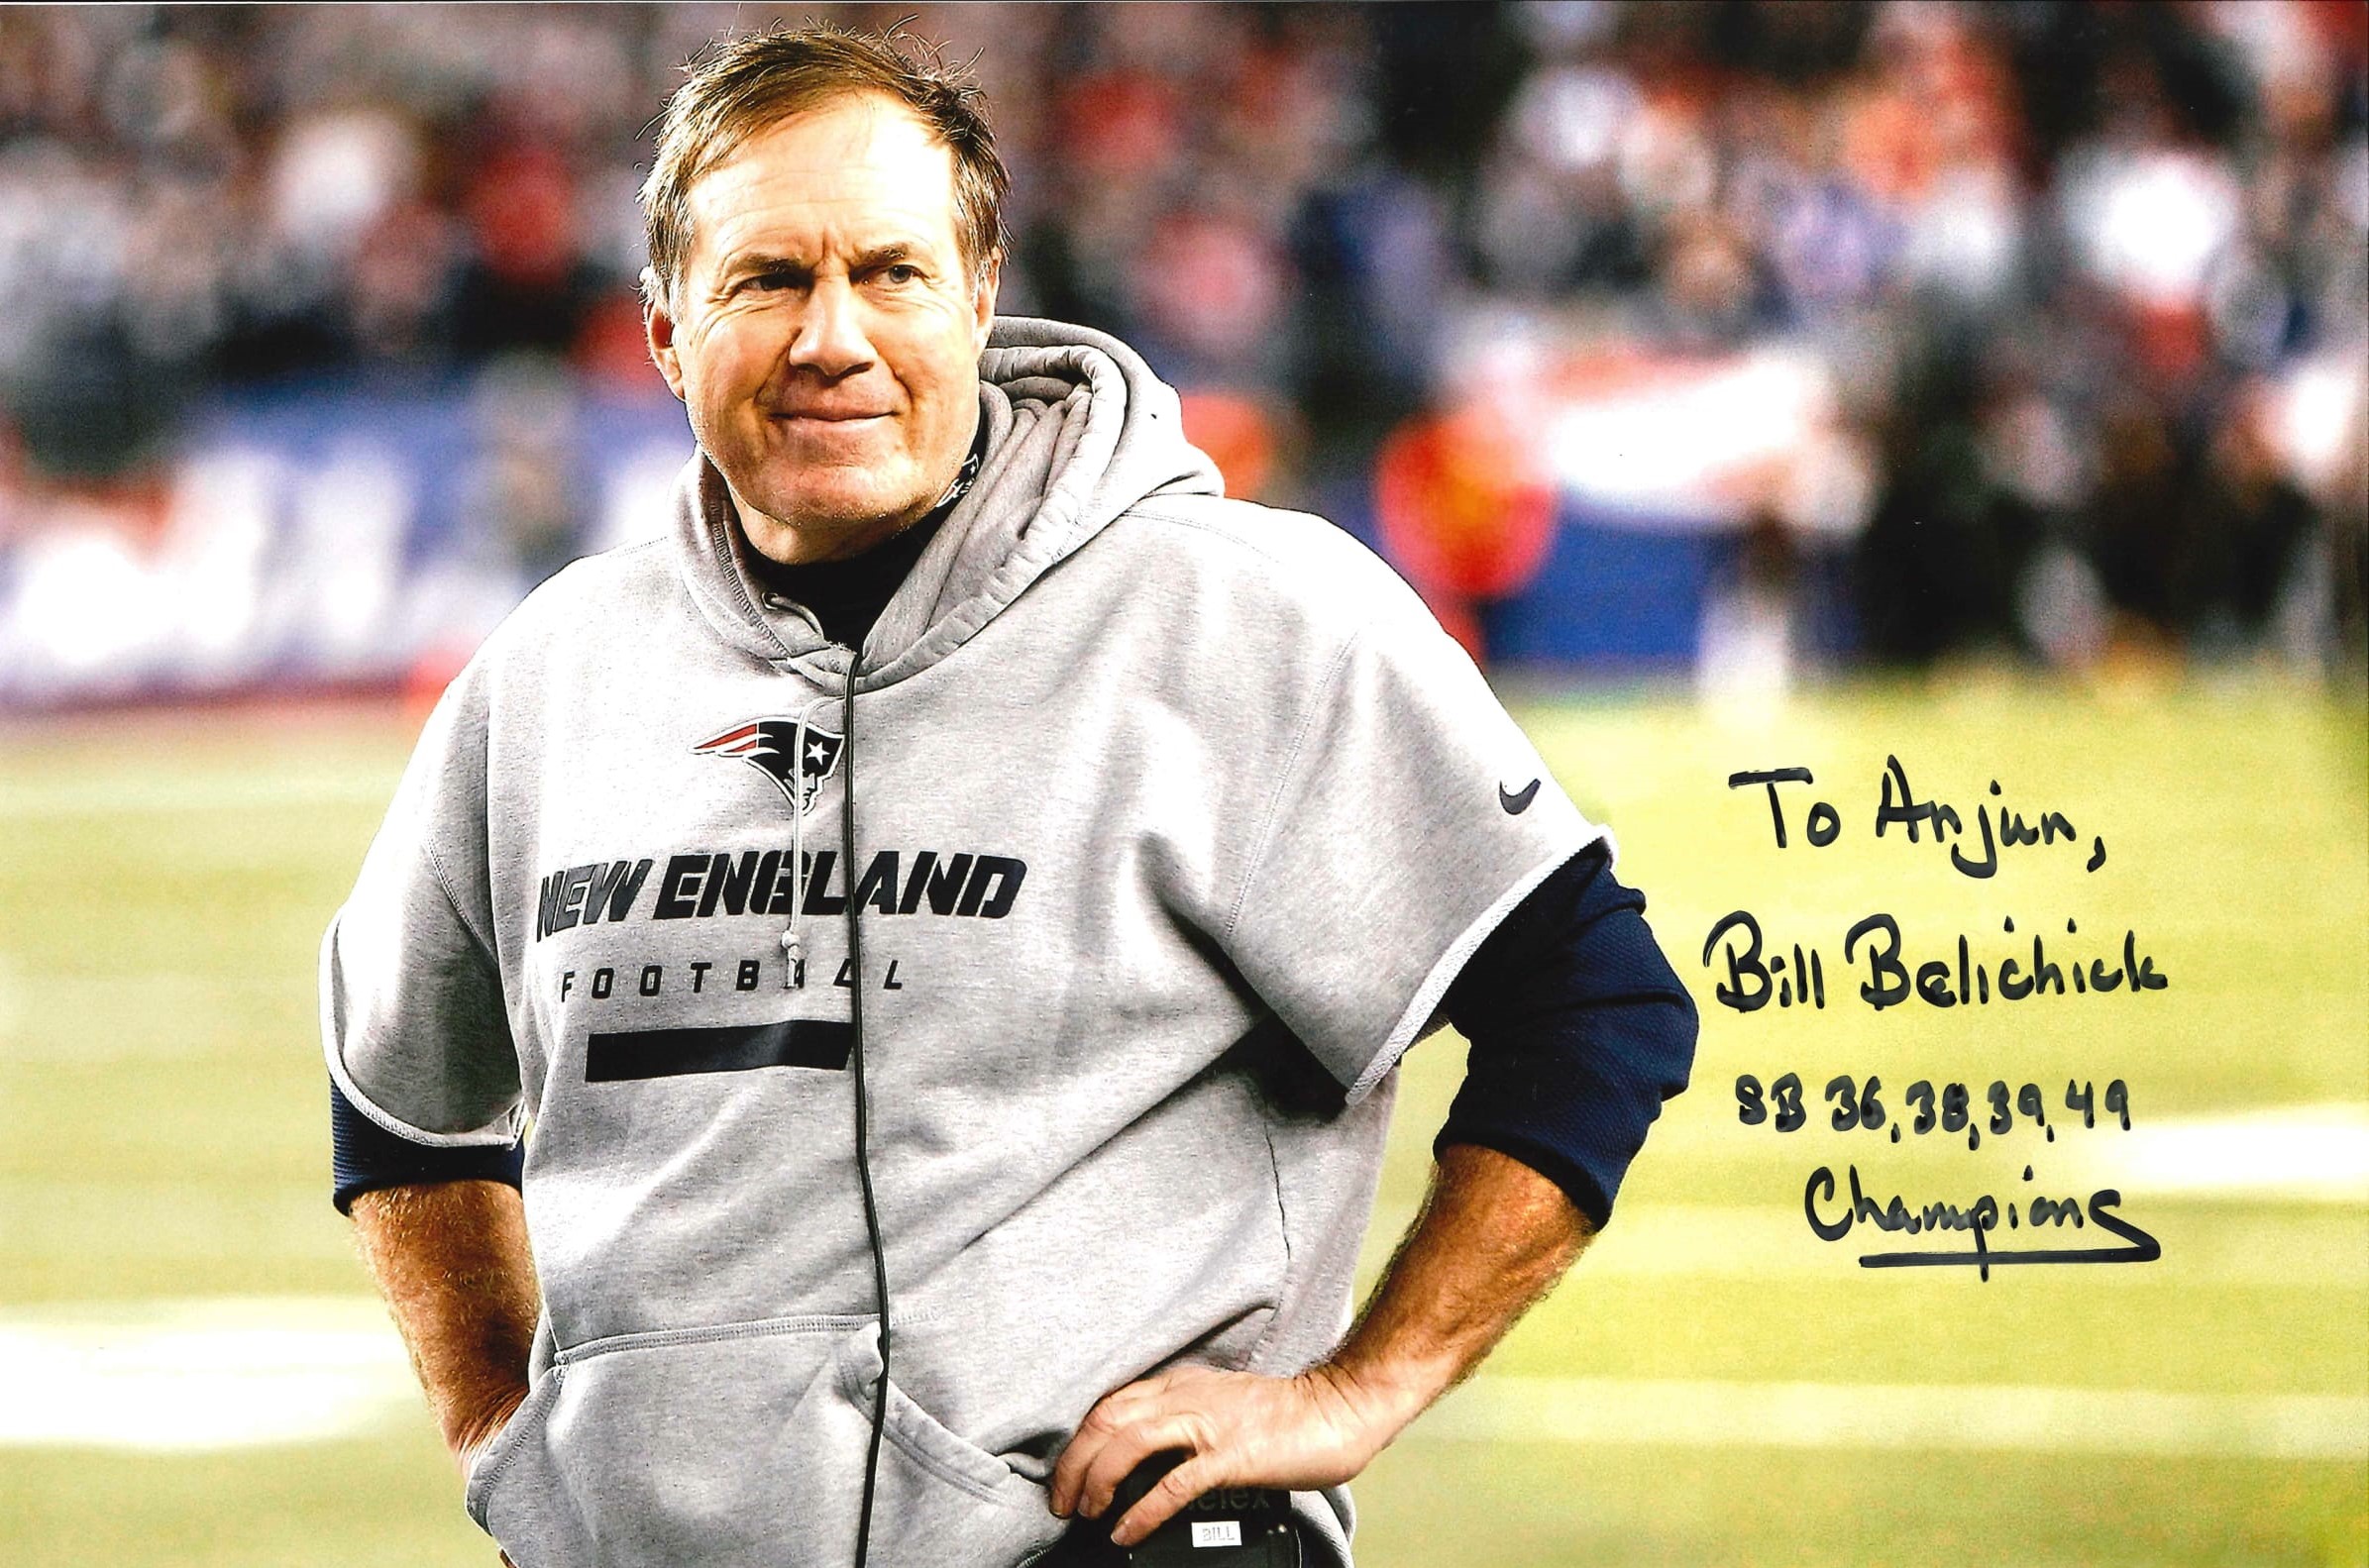 NEW ENGLAND
FOOTBALL
To Anjun,
Bill Belichick
SB 36, 38, 39, 49
Champions
BILL